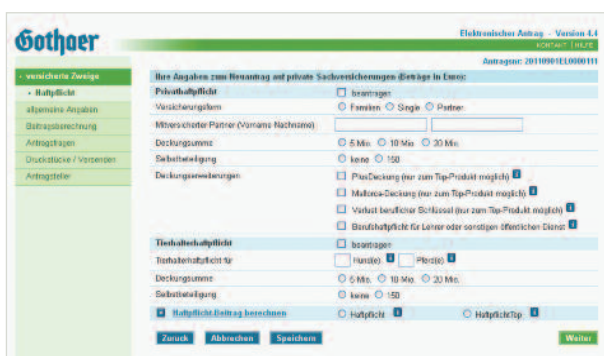 Gothaer
Elektronischer Antrag - Version 4.4
KONTAKT | HILFE
Antragsnr: 20110901EL0000111
versicherte Zweige
Haftpflicht
allgemeine Angaben
Beitragsberechnung
Antragsfragen
Druckstücke / Versenden
Antragsteller
Ihre Angaben zum Neuantrag auf private Sachversicherungen (Beträge in Euro):
Privathaftpflicht beantragen
Versicherungsform Familien Single Partner
Mitversicherter Partner (Vorname Nachname)
Deckungssumme 5 Mio. 10 Mio. 20 Mio.
Selbstbeteiligung keine 150
Deckungserweiterungen PlusDeckung (nur zum Top-Produkt möglich)
Mallorca-Deckung (nur zum Top-Produkt möglich)
Verlust beruflicher Schlüssel (nur zum Top-Produkt möglich)
Berufshaftpflicht für Lehrer oder sonstigen öffentlichen Dienst
Tierhalterhaftpflicht beantragen
Tierhalterhaftpflicht für Hund(e) Pferd(e)
Deckungssumme 5 Mio. 10 Mio. 20 Mio.
Selbstbeteiligung keine 150
Haftpflicht-Beitrag berechnen Haftpflicht HaftpflichtTop
Zurück Abbrechen Speichern Weiter